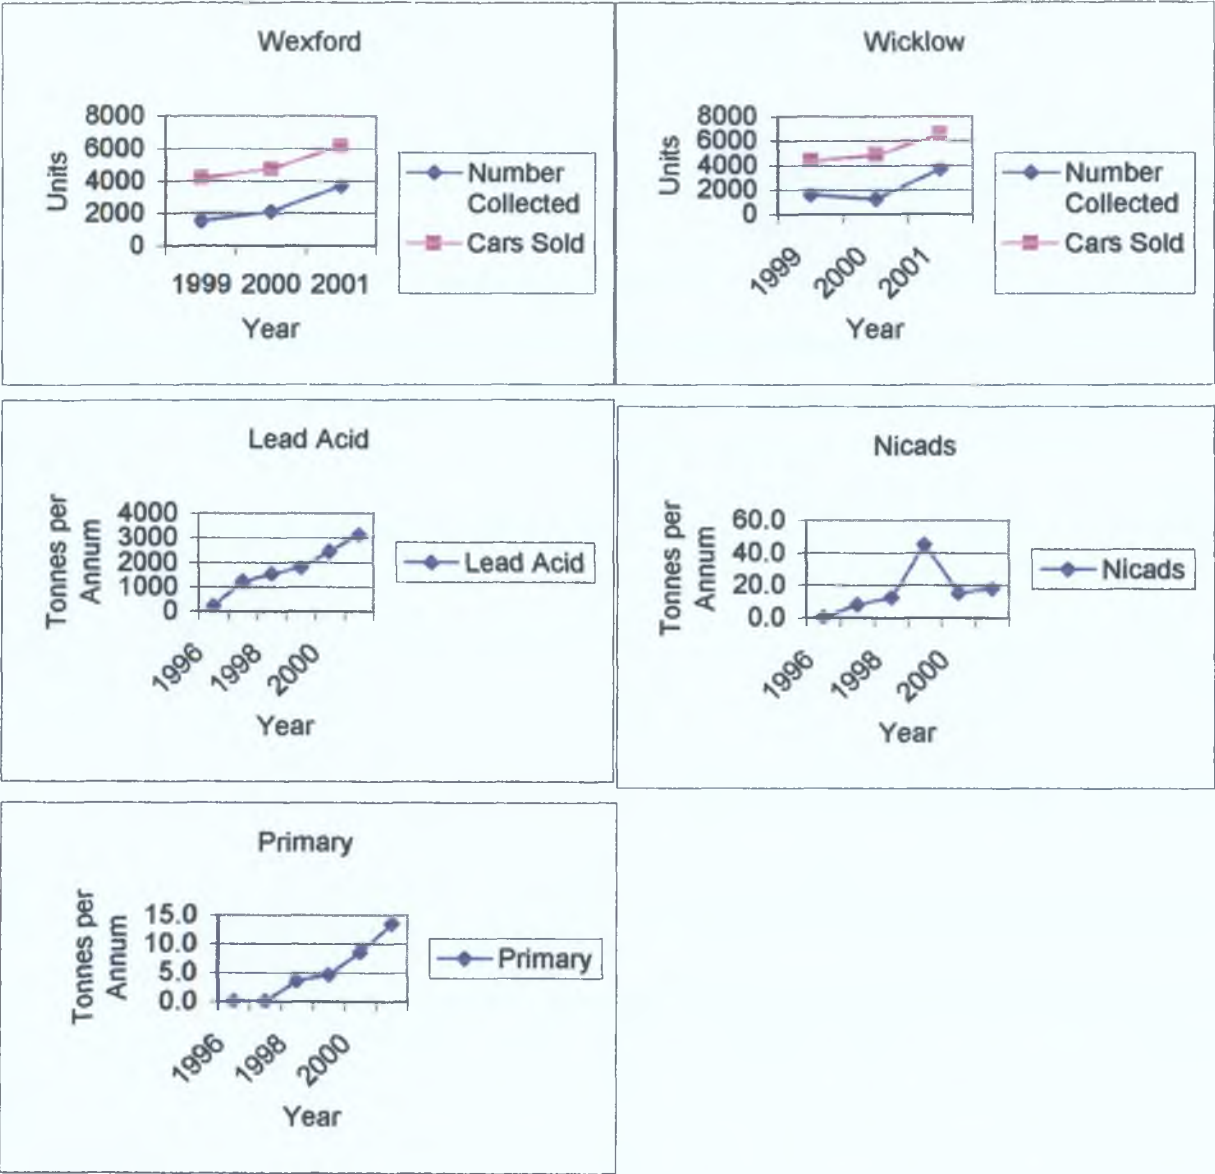 Wexford
Units
8000
6000
4000
2000
0
1999 2000 2001
Year
Number
Collected
Cars Sold
Wicklow
Units
8000
6000
4000
2000
0
1999
2000
2001
Year
Number
Collected
Cars Sold
Lead Acid
Tonnes per
Annum
4000
3000
2000
1000
0
1996
1998
2000
Year
Lead Acid
Nicads
Tonnes per
Annum
60.0
40.0
20.0
0.0
1996
1998
2000
Year
Nicads
Primary
Tonnes per
Annum
15.0
10.0
5.0
0.0
1996
1998
2000
Year
Primary